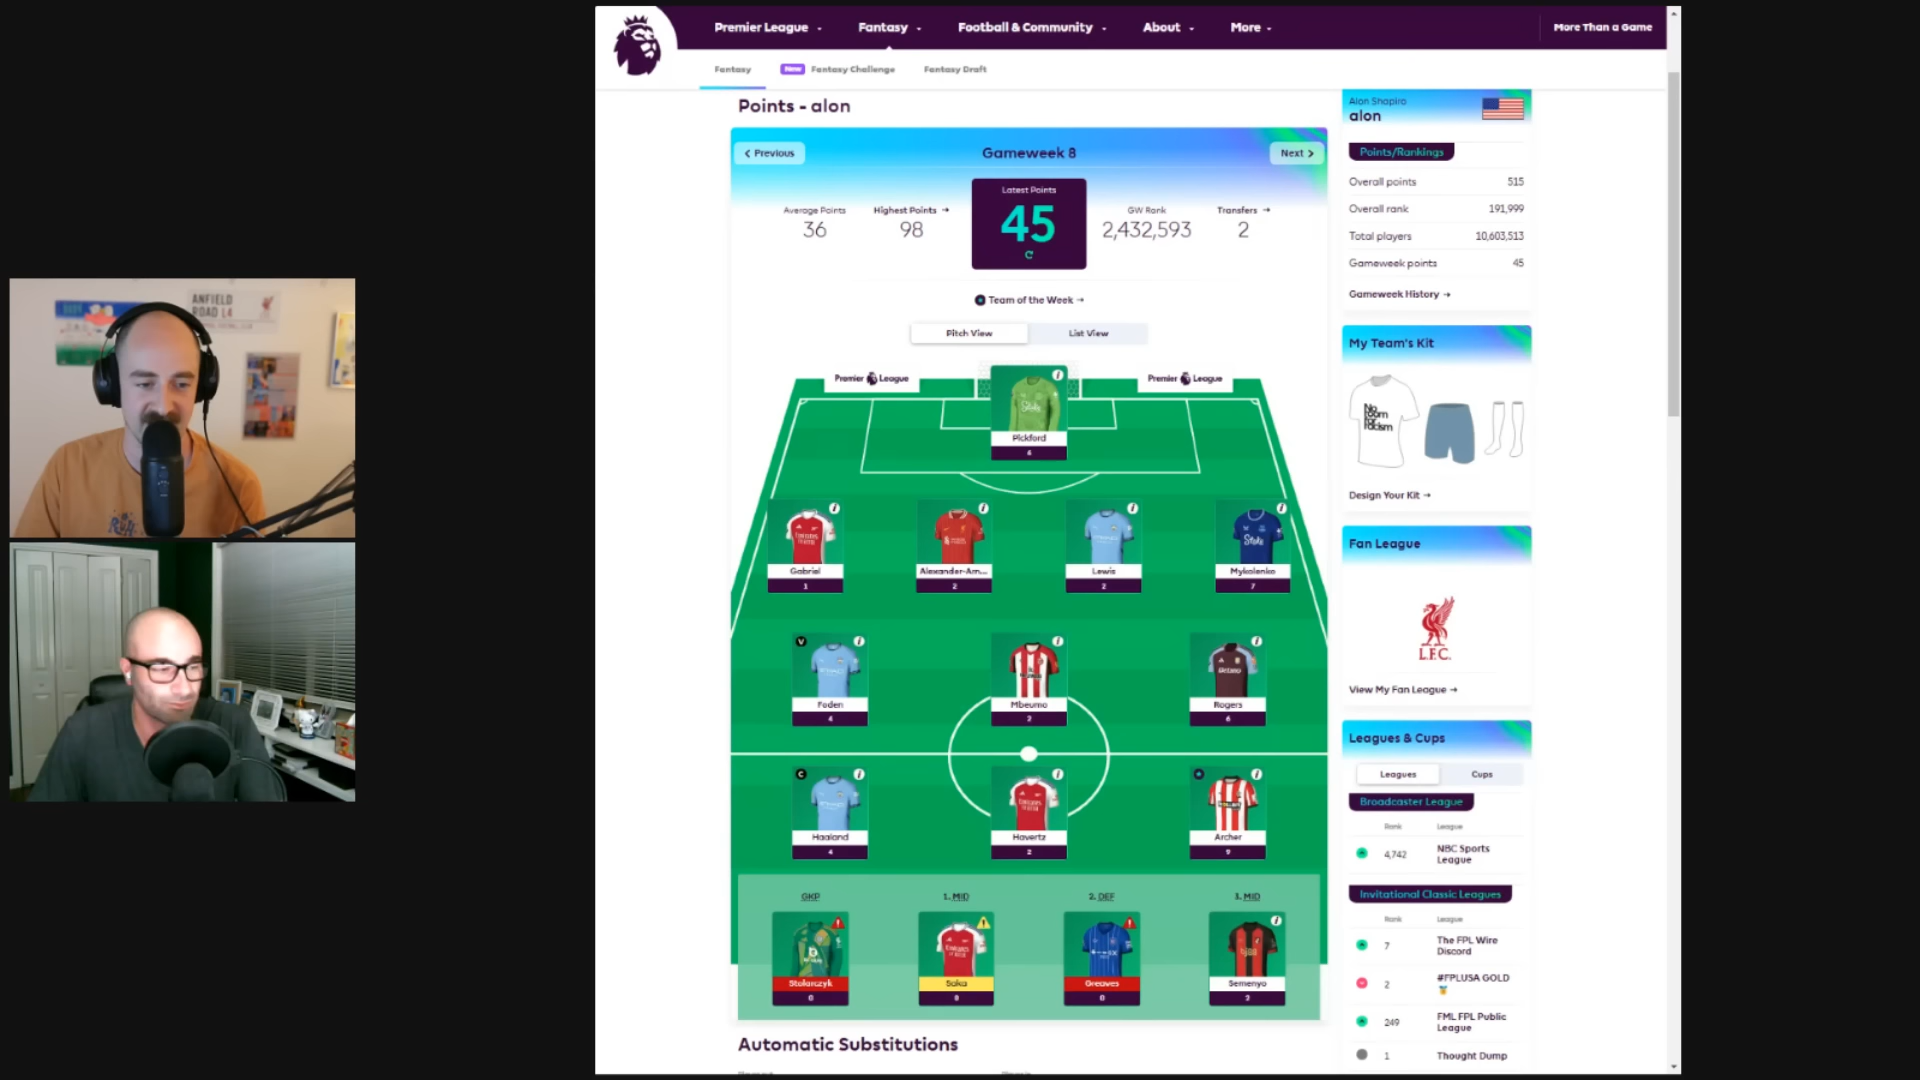 Premier League
Fantasy
Football & Community
About
More
More Than a Game
Fantasy
New
Fantasy Challenge
Fantasy Draft
Points - alon
Previous
Gameweek 8
Next
Average Points
36
Highest Points →
98
Latest Points
45
GW Rank
2,432,593
Transfers →
2
Team of the Week →
Pitch View
List View
Premier League
Premier League
Pickford
Gabriel
1
Alexander-Arn...
2
Lewis
2
Mykolenko
7
V
Foden
4
Mbeumo
2
Rogers
6
C
Haaland
4
Havertz
2
Archer
9
GKP
1. MID
2. DEF
3. MID
Stolarczyk
0
Saka
0
Greaves
0
Semenyo
2
Automatic Substitutions
Alon Shapiro
alon
Points/Rankings
Overall points 515
Overall rank 191,999
Total players 10,603,513
Gameweek points 45
Gameweek History →
My Team's Kit
No
Room
for
racism
Design Your Kit →
Fan League
L.F.C.
View My Fan League →
Leagues & Cups
Leagues
Cups
Broadcaster League
Rank League
4,742 NBC Sports
League
Invitational Classic Leagues
Rank League
7 The FPL Wire
Discord
2 #FPLUSA GOLD
249 FML FPL Public
League
1 Thought Dump
ANFIELD
ROAD L4